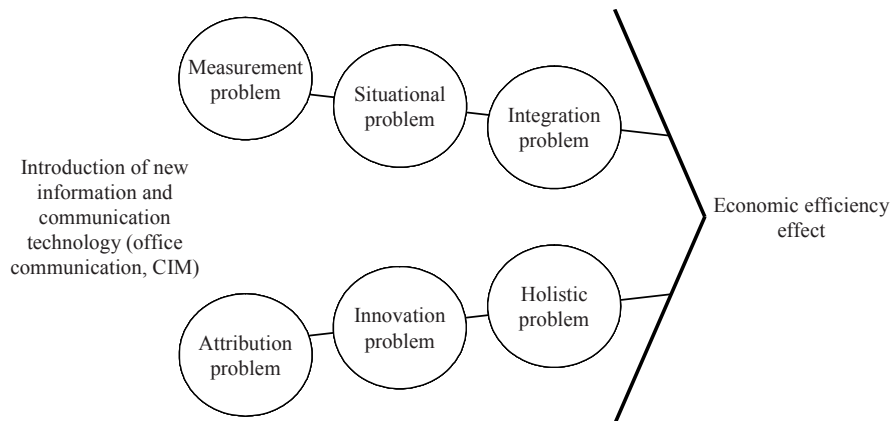 Measurement
problem
Situational
problem
Integration
problem
Introduction of new
information and
communication
technology (office
communication, CIM)
Economic efficiency
effect
Attribution
problem
Innovation
problem
Holistic
problem